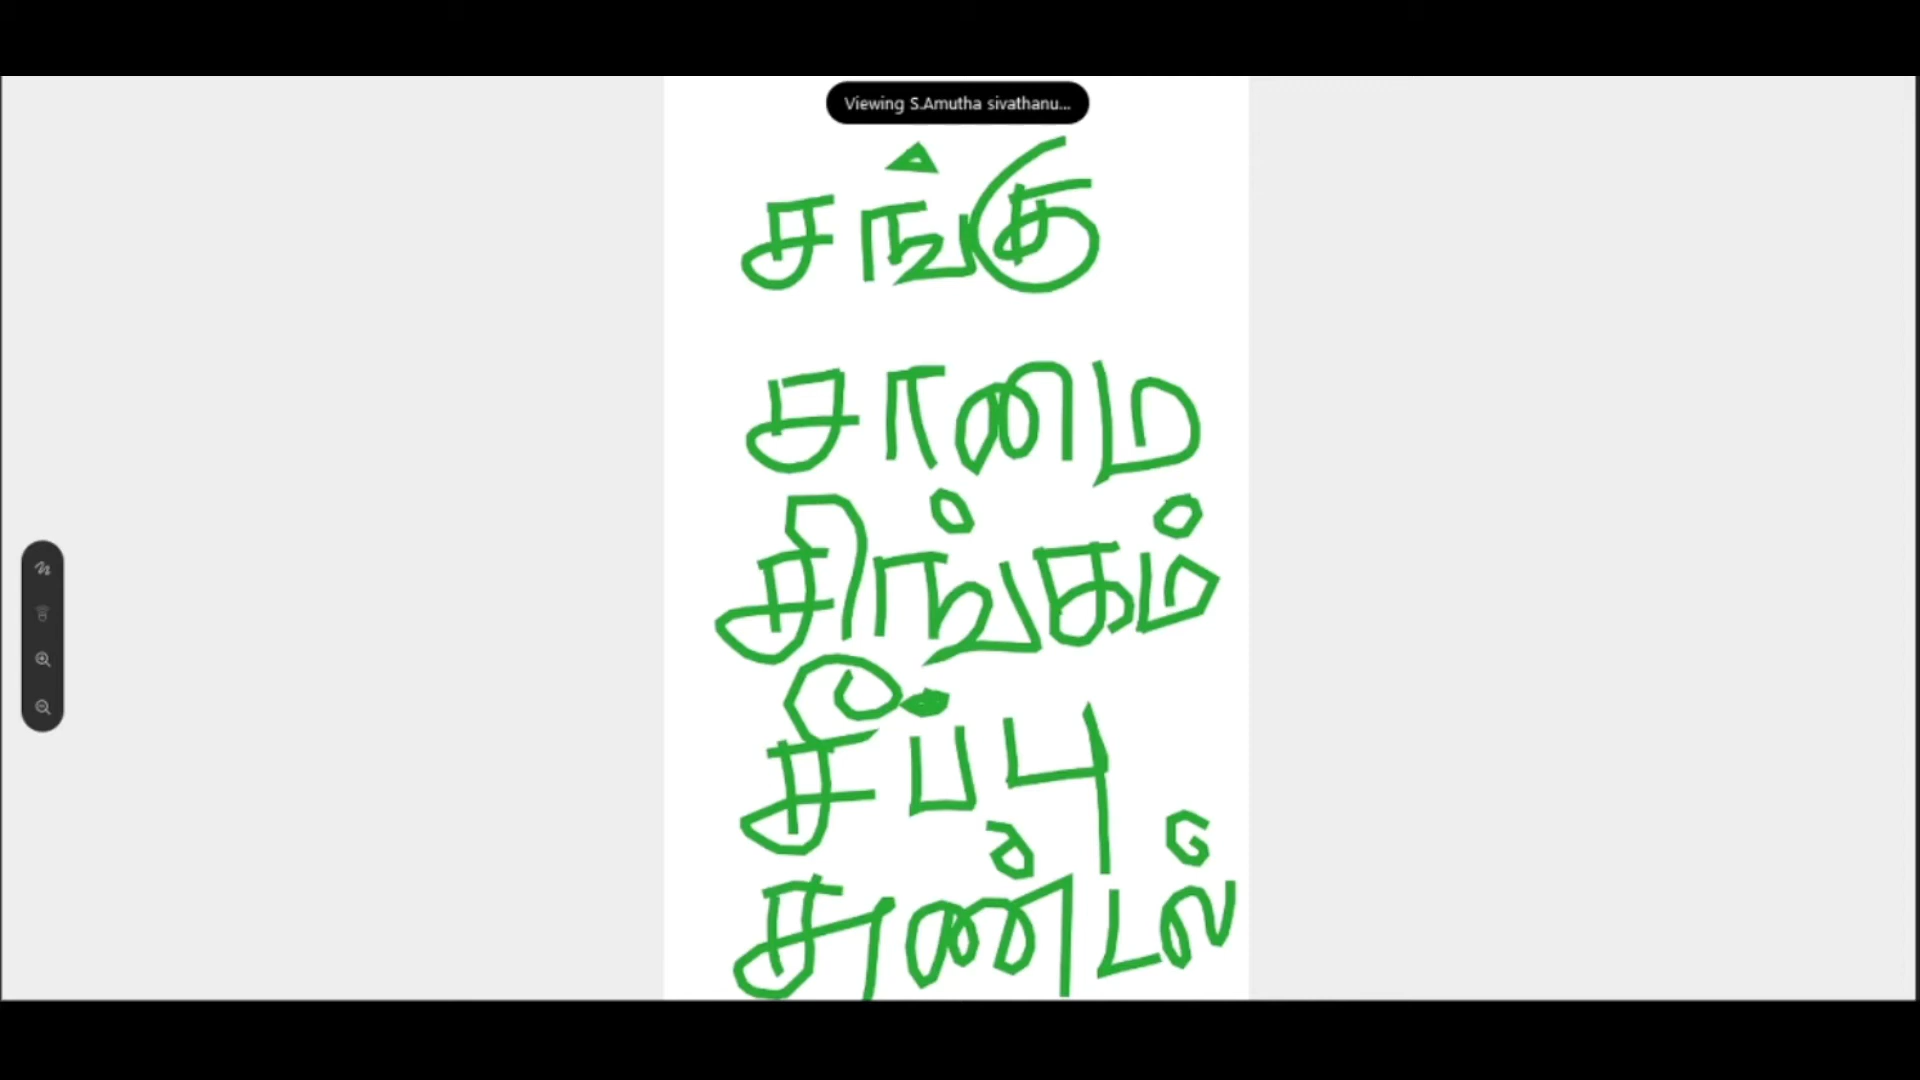 Viewing S.Amutha sivathanu...
சங்கு
சாமை
சிங்கம்
சீப்பு
சுண்டல்